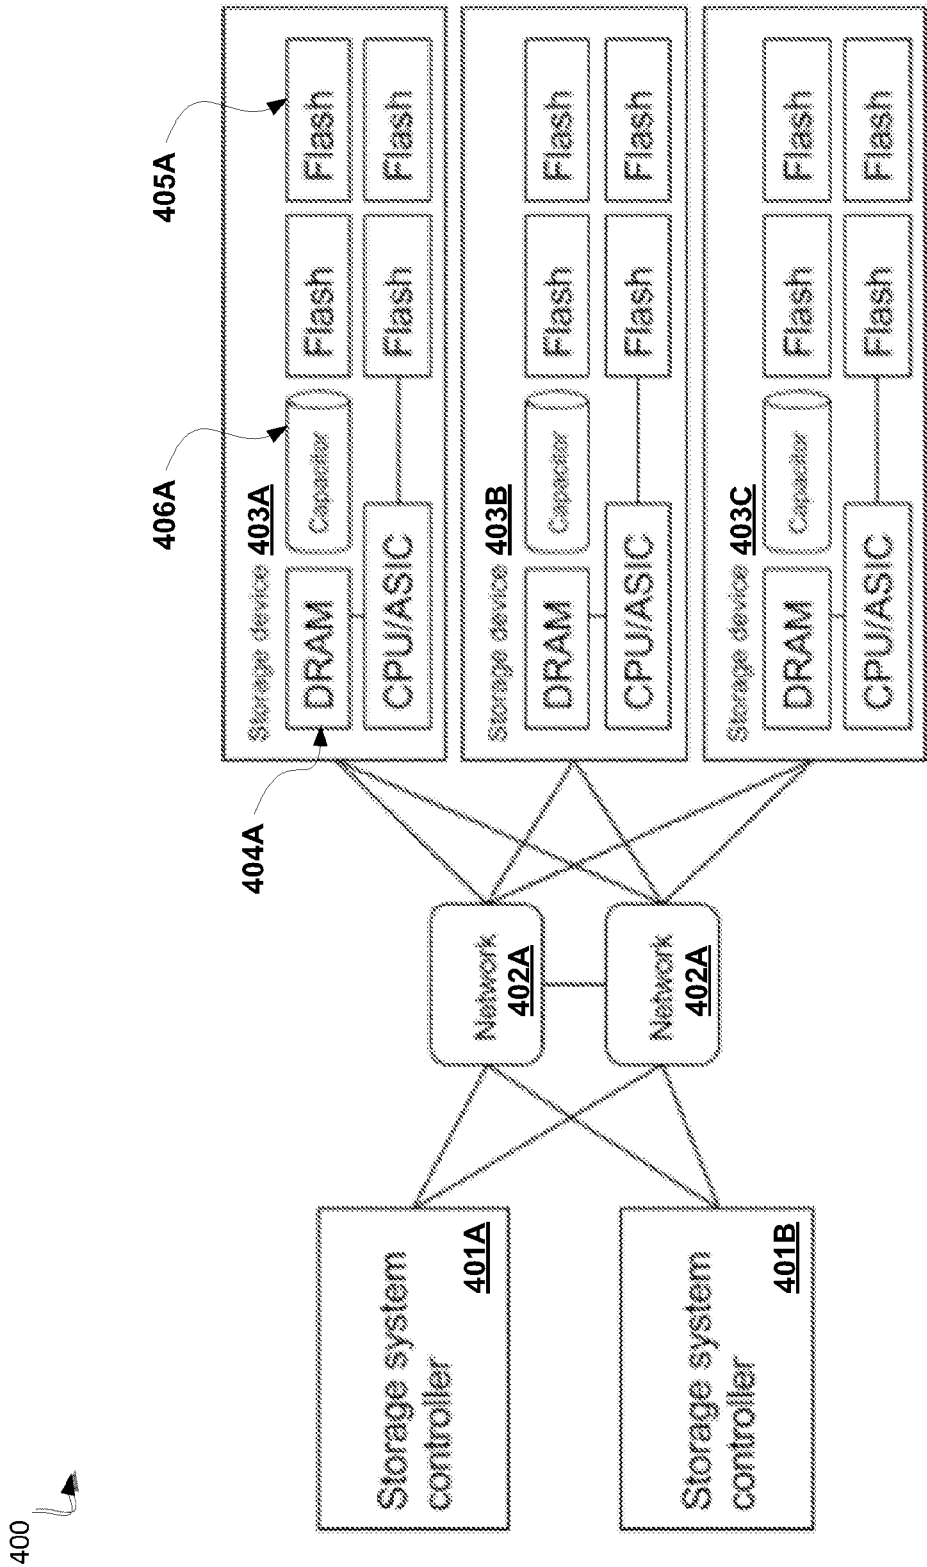 400
Storage system
controller
401A
Storage system
controller
401B
Network
402A
Network
402A
404A
406A
405A
Storage device 403A
DRAM
Capacitor
Flash
Flash
CPU/ASIC
Flash
Flash
Storage device 403B
DRAM
Capacitor
Flash
Flash
CPU/ASIC
Flash
Flash
Storage device 403C
DRAM
Capacitor
Flash
Flash
CPU/ASIC
Flash
Flash